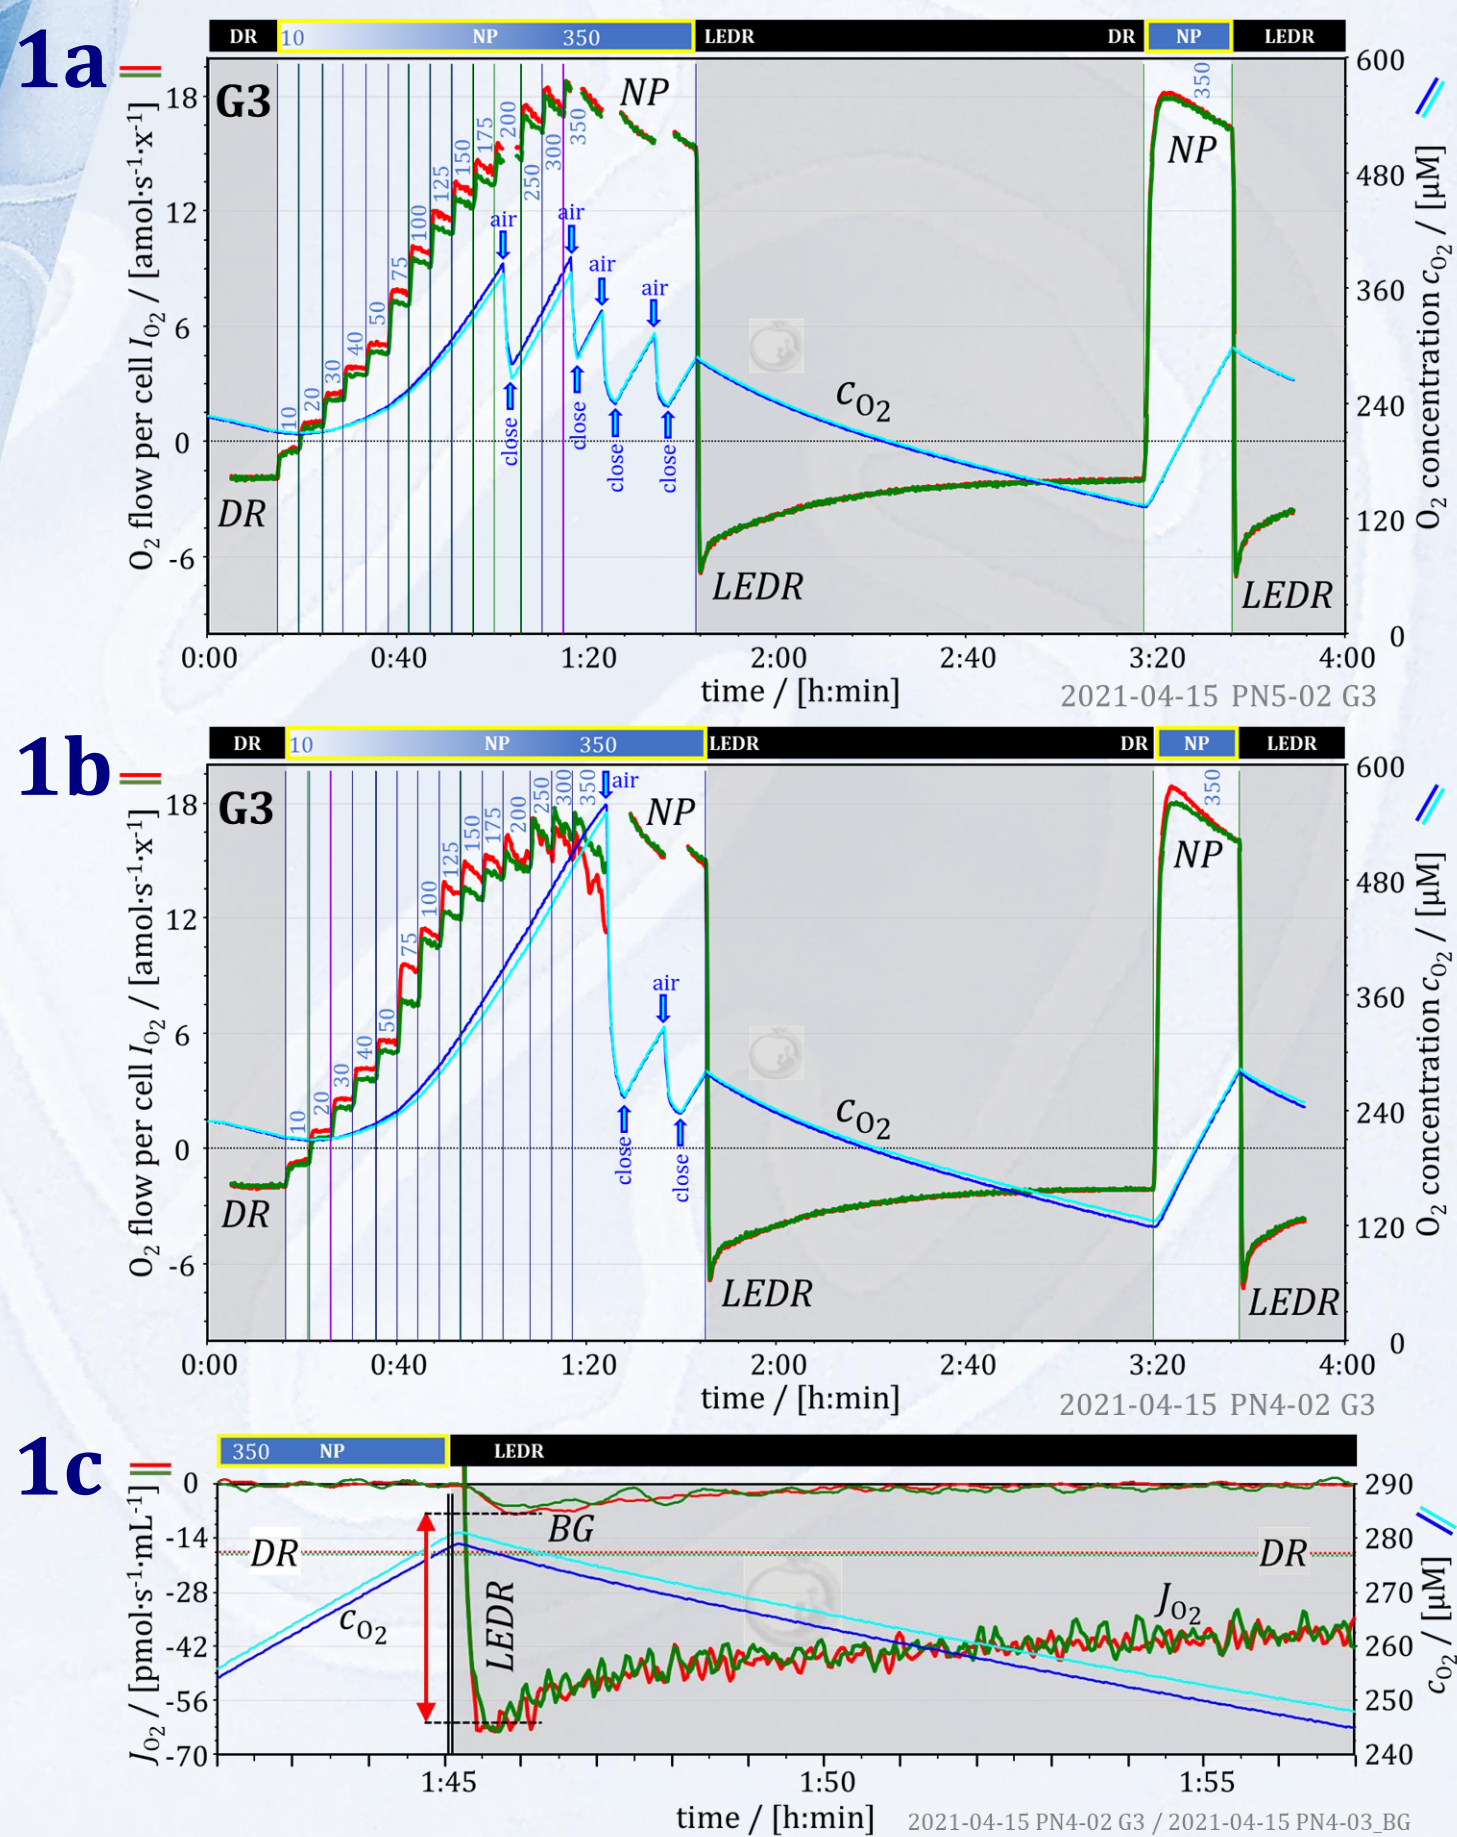 1a
DR 10 NP 350 LEDR DR NP LEDR
G3
O2 flow per cell IO2 / [amol·s-1·x-1]
18
12
6
0
-6
10
20
30
40
50
75
100
125
150
175
200
250
300
350
NP
air
air
air
air
close
close
close
close
DR
LEDR
cO2
350
NP
LEDR
600
480
360
240
120
0
O2 concentration cO2 / [µM]
0:00 0:40 1:20 2:00 2:40 3:20 4:00
time / [h:min]
2021-04-15 PN5-02 G3
1b
DR 10 NP 350 LEDR DR NP LEDR
G3
O2 flow per cell IO2 / [amol·s-1·x-1]
18
12
6
0
-6
10
20
30
40
50
75
100
125
150
175
200
250
300
350
air
NP
air
close
close
DR
LEDR
cO2
350
NP
LEDR
600
480
360
240
120
0
O2 concentration cO2 / [µM]
0:00 0:40 1:20 2:00 2:40 3:20 4:00
time / [h:min]
2021-04-15 PN4-02 G3
1c
350 NP LEDR
JO2 / [pmol·s-1·mL-1]
0
-14
-28
-42
-56
-70
DR
BG
DR
cO2
LEDR
JO2
290
280
270
260
250
240
cO2 / [µM]
1:45 1:50 1:55
time / [h:min]
2021-04-15 PN4-02 G3 / 2021-04-15 PN4-03_BG